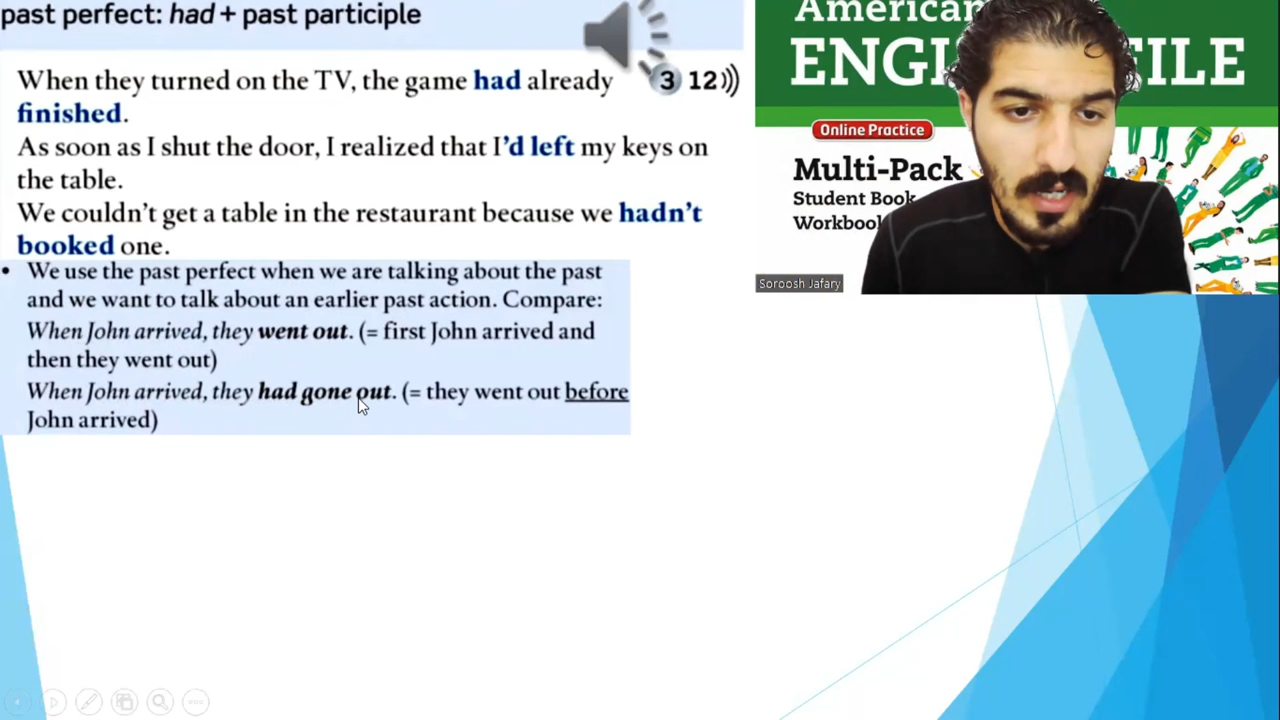 past perfect: had + past participle
When they turned on the TV, the game had already
finished.
3 12
As soon as I shut the door, I realized that I'd left my keys on
the table.
We couldn't get a table in the restaurant because we hadn't
booked one.
• We use the past perfect when we are talking about the past
and we want to talk about an earlier past action. Compare:
When John arrived, they went out. (= first John arrived and
then they went out)
When John arrived, they had gone out. (= they went out before
John arrived)
American
Online Practice
Multi-Pack
Student Book
Soroosh Jafary